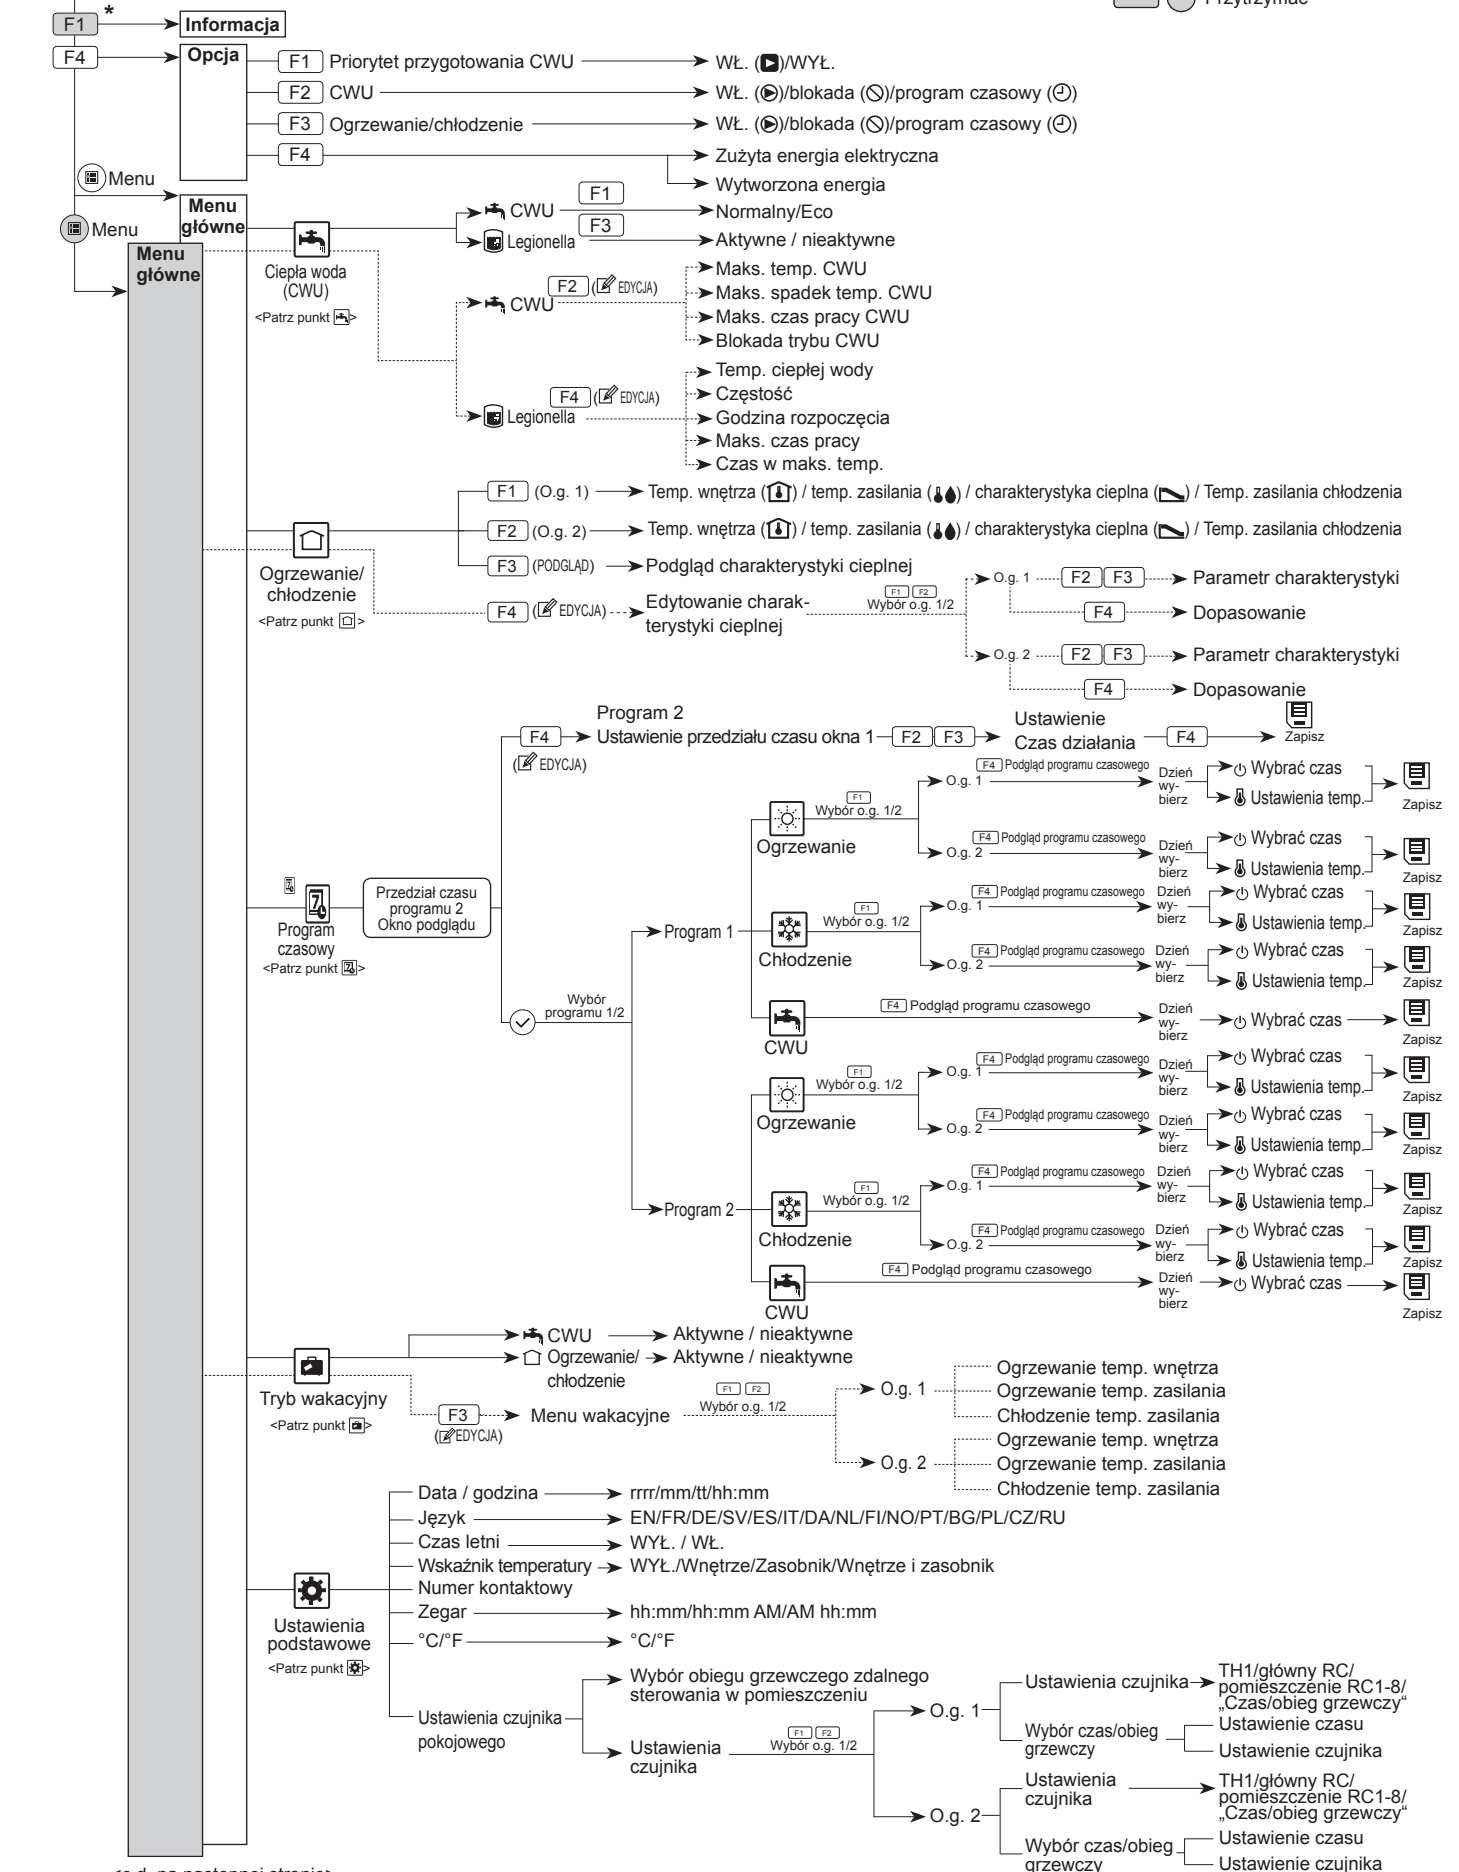 Przytrzymać
F1 * Informacja
F4 Opcja
F1 Priorytet przygotowania CWU WŁ. ()/WYŁ.
F2 CWU WŁ. ()/blokada ()/program czasowy ()
F3 Ogrzewanie/chłodzenie WŁ. ()/blokada ()/program czasowy ()
F4 Zużyta energia elektryczna
Wytworzona energia
Menu
Menu
Menu
główne
Menu
główne
Ciepła woda
(CWU)
<Patrz punkt >
CWU F1 Normalny/Eco
Legionella F3 Aktywne / nieaktywne
CWU F2 ( EDYCJA)
Maks. temp. CWU
Maks. spadek temp. CWU
Maks. czas pracy CWU
Blokada trybu CWU
Legionella F4 ( EDYCJA)
Temp. ciepłej wody
Częstość
Godzina rozpoczęcia
Maks. czas pracy
Czas w maks. temp.
Ogrzewanie/
chłodzenie
<Patrz punkt >
F1 (O.g. 1) Temp. wnętrza () / temp. zasilania () / charakterystyka cieplna () / Temp. zasilania chłodzenia
F2 (O.g. 2) Temp. wnętrza () / temp. zasilania () / charakterystyka cieplna () / Temp. zasilania chłodzenia
F3 (PODGLĄD) Podgląd charakterystyki cieplnej
F4 ( EDYCJA) Edytowanie charak-
terystyki cieplnej
F1 F2
Wybór o.g. 1/2
O.g. 1 F2 F3 Parametr charakterystyki
F4 Dopasowanie
O.g. 2 F2 F3 Parametr charakterystyki
F4 Dopasowanie
Program
czasowy
<Patrz punkt >
Przedział czasu
programu 2
Okno podglądu
F4
( EDYCJA)
Program 2
Ustawienie przedziału czasu okna 1 F2 F3
Ustawienie
Czas działania F4 Zapisz
Wybór
programu 1/2
Program 1
Ogrzewanie
F1
Wybór o.g. 1/2
O.g. 1 F4 Podgląd programu czasowego
Dzień
wy-
bierz
Wybrać czas
Ustawienia temp.
Zapisz
O.g. 2 F4 Podgląd programu czasowego
Dzień
wy-
bierz
Wybrać czas
Ustawienia temp.
Zapisz
Chłodzenie
F1
Wybór o.g. 1/2
O.g. 1 F4 Podgląd programu czasowego
Dzień
wy-
bierz
Wybrać czas
Ustawienia temp.
Zapisz
O.g. 2 F4 Podgląd programu czasowego
Dzień
wy-
bierz
Wybrać czas
Ustawienia temp.
Zapisz
CWU
F4 Podgląd programu czasowego
Dzień
wy-
bierz
Wybrać czas
Zapisz
Program 2
Ogrzewanie
F1
Wybór o.g. 1/2
O.g. 1 F4 Podgląd programu czasowego
Dzień
wy-
bierz
Wybrać czas
Ustawienia temp.
Zapisz
O.g. 2 F4 Podgląd programu czasowego
Dzień
wy-
bierz
Wybrać czas
Ustawienia temp.
Zapisz
Chłodzenie
F1
Wybór o.g. 1/2
O.g. 1 F4 Podgląd programu czasowego
Dzień
wy-
bierz
Wybrać czas
Ustawienia temp.
Zapisz
O.g. 2 F4 Podgląd programu czasowego
Dzień
wy-
bierz
Wybrać czas
Ustawienia temp.
Zapisz
CWU
F4 Podgląd programu czasowego
Dzień
wy-
bierz
Wybrać czas
Zapisz
Tryb wakacyjny
<Patrz punkt >
CWU Aktywne / nieaktywne
Ogrzewanie/ Aktywne / nieaktywne
chłodzenie
F3 Menu wakacyjne
(EDYCJA)
F1 F2
Wybór o.g. 1/2
O.g. 1
Ogrzewanie temp. wnętrza
Ogrzewanie temp. zasilania
Chłodzenie temp. zasilania
O.g. 2
Ogrzewanie temp. wnętrza
Ogrzewanie temp. zasilania
Chłodzenie temp. zasilania
Ustawienia
podstawowe
<Patrz punkt >
Data / godzina rrrr/mm/tt/hh:mm
Język EN/FR/DE/SV/ES/IT/DA/NL/FI/NO/PT/BG/PL/CZ/RU
Czas letni WYŁ. / WŁ.
Wskaźnik temperatury WYŁ./Wnętrze/Zasobnik/Wnętrze i zasobnik
Numer kontaktowy
Zegar hh:mm/hh:mm AM/AM hh:mm
°C/°F °C/°F
Ustawienia czujnika
pokojowego
Wybór obiegu grzewczego zdalnego
sterowania w pomieszczeniu
Ustawienia
czujnika
F1 F2
Wybór o.g. 1/2
O.g. 1
Ustawienia czujnika
TH1/główny RC/
pomieszczenie RC1-8/
„Czas/obieg grzewczy“
Wybór czas/obieg
grzewczy
Ustawienie czasu
Ustawienie czujnika
O.g. 2
Ustawienia
czujnika
TH1/główny RC/
pomieszczenie RC1-8/
„Czas/obieg grzewczy“
Wybór czas/obieg
grzewczy
Ustawienie czasu
Ustawienie czujnika
<c.d. na następnej stronie>